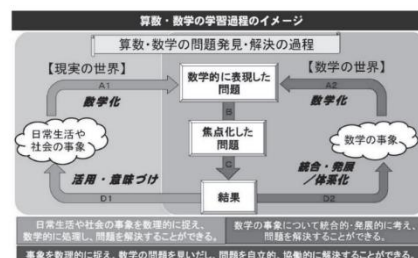 算数・数学の学習過程のイメージ
算数・数学の問題発見・解決の過程
【現実の世界】
【数学の世界】
A1
数学化
数学的に表現した
問題
A2
数学化
B
日常生活や
社会の事象
焦点化した
問題
数学の事象
C
活用・意味づけ
統合・発展
/体系化
D1
結果
D2
日常生活や社会の事象を数理的に捉え、
数学的に処理し、問題を解決することができる。
数学の事象について統合的・発展的に考え、
問題を解決することができる。
事象を数理的に捉え、数学の問題を見いだし、問題を自立的、協働的に解決することができる。